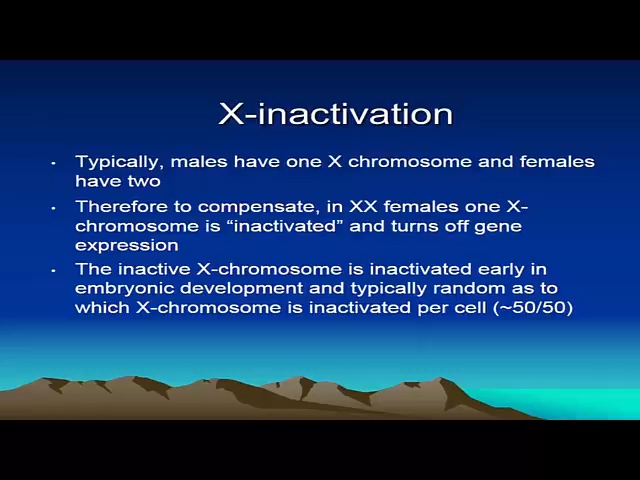 X-inactivation
• Typically, males have one X chromosome and females
have two
• Therefore to compensate, in XX females one X-
chromosome is “inactivated” and turns off gene
expression
• The inactive X-chromosome is inactivated early in
embryonic development and typically random as to
which X-chromosome is inactivated per cell (~50/50)